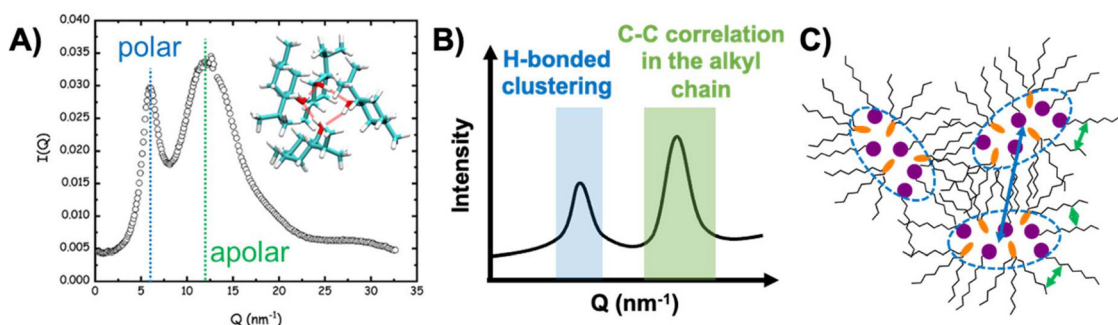 A)
polar
apolar
I(Q)
0.040
0.035
0.030
0.025
0.020
0.015
0.010
0.005
0.000
0 5 10 15 20 25 30 35
Q (nm⁻¹)
B)
H-bonded
clustering
C-C correlation
in the alkyl
chain
Intensity
Q (nm⁻¹)
C)